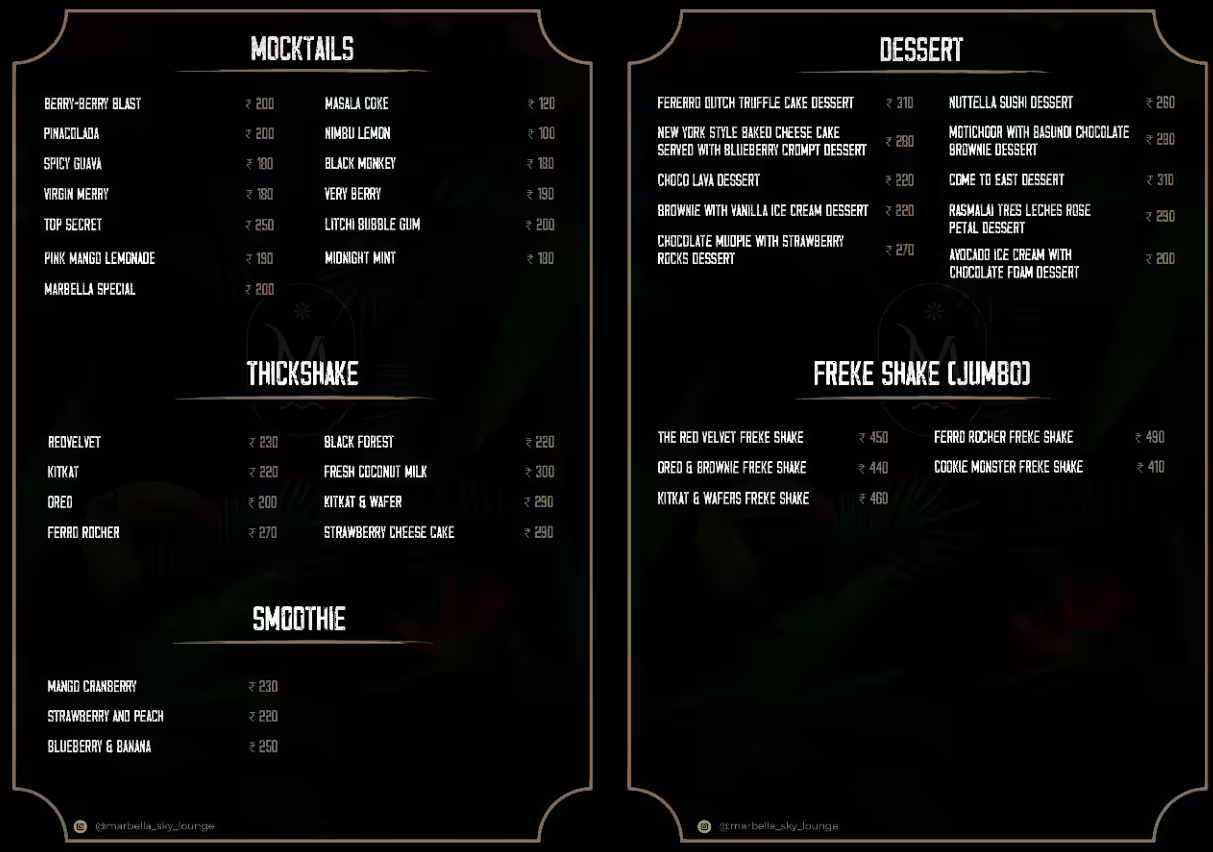 MOCKTAILS
BERRY-BERRY BLAST ₹ 200
PINACOLADA ₹ 200
SPICY GUAVA ₹ 180
VIRGIN MERRY ₹ 180
TOP SECRET ₹ 250
PINK MANGO LEMONADE ₹ 190
MARBELLA SPECIAL ₹ 200
MASALA COKE ₹ 120
NIMBU LEMON ₹ 100
BLACK MONKEY ₹ 180
VERY BERRY ₹ 190
LITCHI BUBBLE GUM ₹ 200
MIDNIGHT MINT ₹ 180
THICKSHAKE
REDVELVET ₹ 230
KITKAT ₹ 220
OREO ₹ 200
FERRO ROCHER ₹ 270
BLACK FOREST ₹ 220
FRESH COCONUT MILK ₹ 300
KITKAT & WAFER ₹ 290
STRAWBERRY CHEESE CAKE ₹ 290
SMOOTHIE
MANGO CRANBERRY ₹ 230
STRAWBERRY AND PEACH ₹ 220
BLUEBERRY & BANANA ₹ 250
@marbella_sky_lounge
DESSERT
FERERRO DUTCH TRUFFLE CAKE DESSERT ₹ 310
NEW YORK STYLE BAKED CHEESE CAKE
SERVED WITH BLUEBERRY CROMPT DESSERT ₹ 280
CHOCO LAVA DESSERT ₹ 220
BROWNIE WITH VANILLA ICE CREAM DESSERT ₹ 220
CHOCOLATE MUDPIE WITH STRAWBERRY
ROCKS DESSERT ₹ 270
NUTTELLA SUSHI DESSERT ₹ 260
MOTICHOOR WITH BASUNDI CHOCOLATE
BROWNIE DESSERT ₹ 290
COME TO EAST DESSERT ₹ 310
RASMALAI TRES LECHES ROSE
PETAL DESSERT ₹ 290
AVOCADO ICE CREAM WITH
CHOCOLATE FOAM DESSERT ₹ 200
FREKE SHAKE (JUMBO)
THE RED VELVET FREKE SHAKE ₹ 450
OREO & BROWNIE FREKE SHAKE ₹ 440
KITKAT & WAFERS FREKE SHAKE ₹ 460
FERRO ROCHER FREKE SHAKE ₹ 490
COOKIE MONSTER FREKE SHAKE ₹ 410
@marbella_sky_lounge